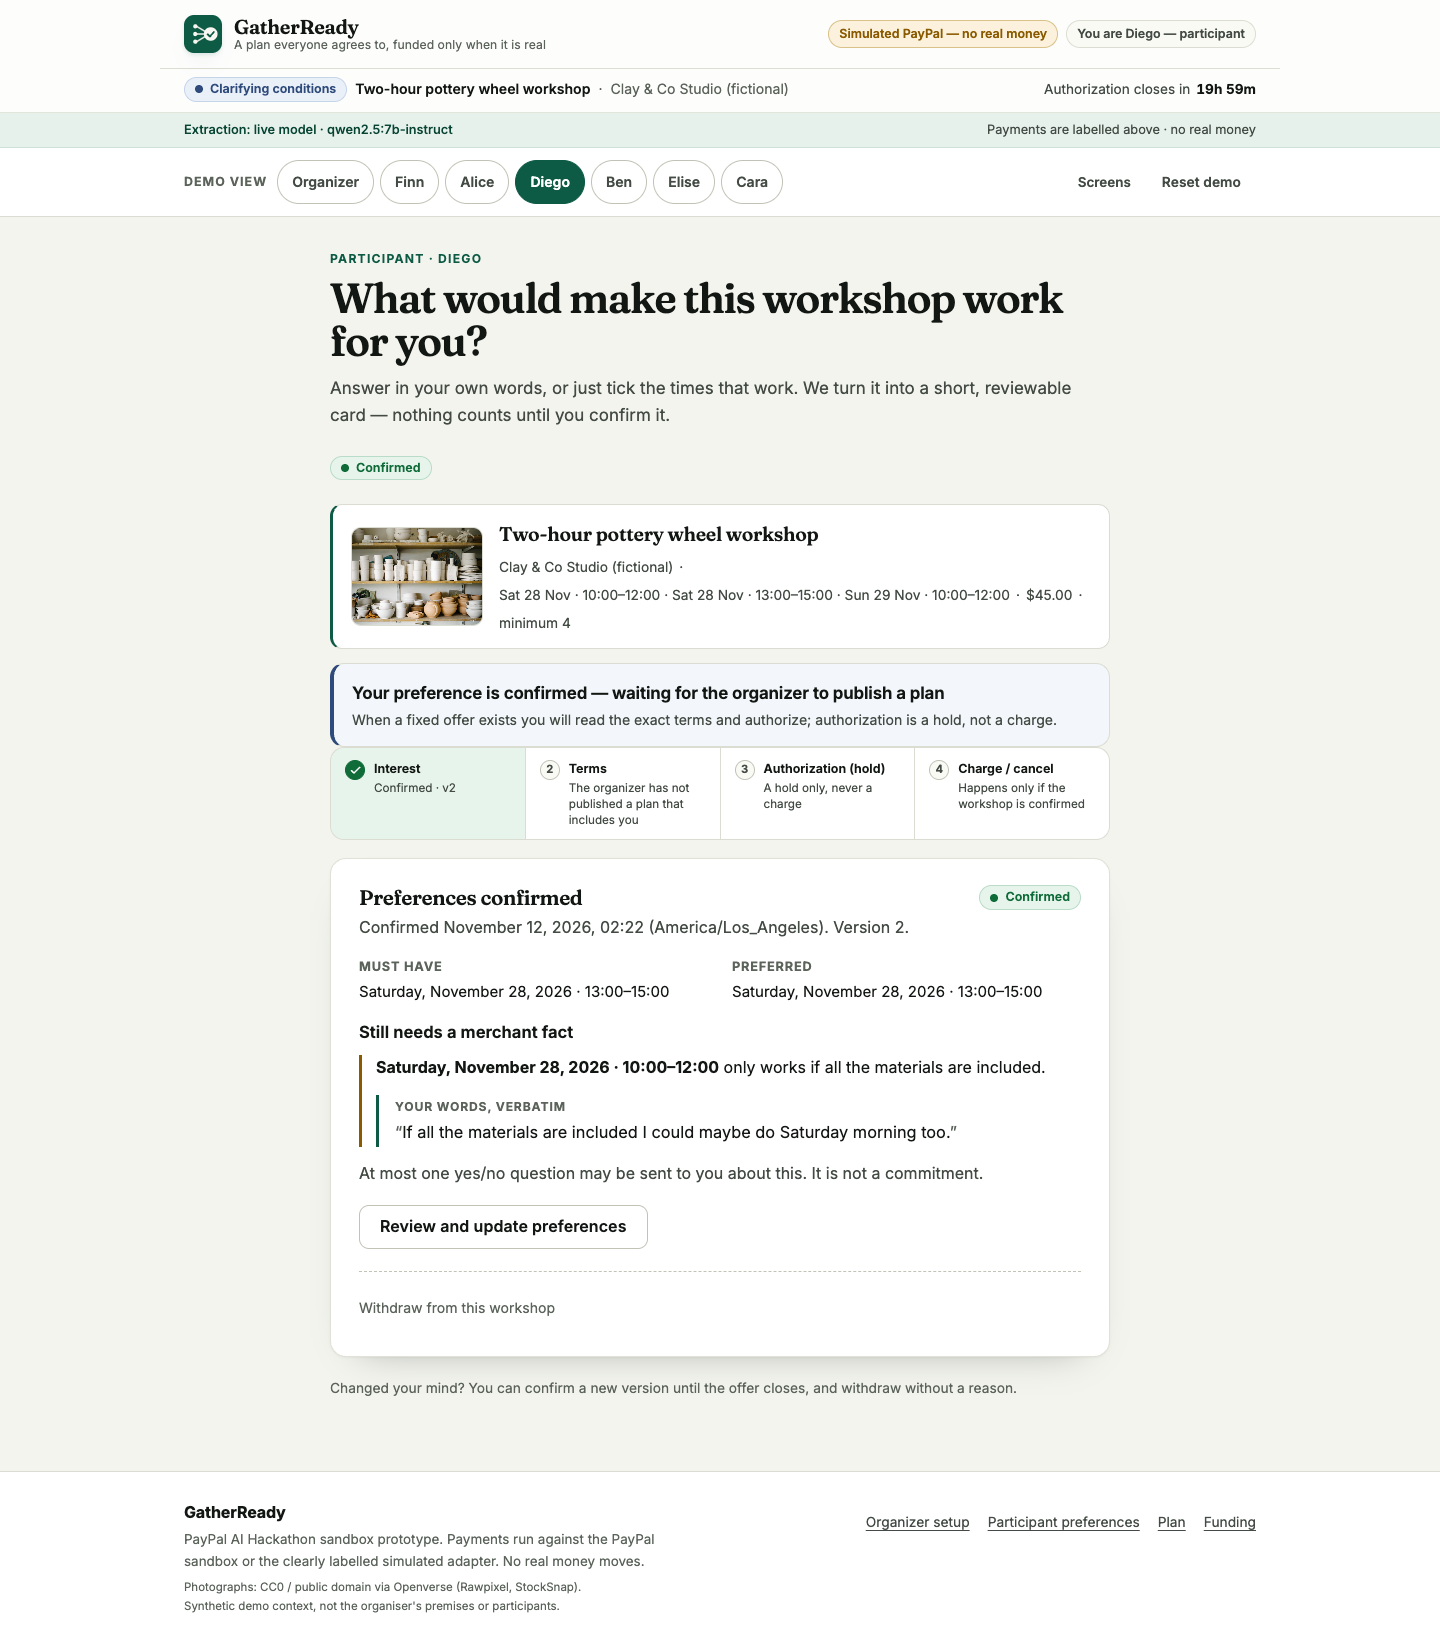 GatherReady
A plan everyone agrees to, funded only when it is real
Simulated PayPal — no real money
You are Diego — participant
Clarifying conditions
Two-hour pottery wheel workshop · Clay & Co Studio (fictional)
Authorization closes in 19h 59m
Extraction: live model · qwen2.5:7b-instruct
Payments are labelled above · no real money
DEMO VIEW
Organizer
Finn
Alice
Diego
Ben
Elise
Cara
Screens
Reset demo
PARTICIPANT · DIEGO
What would make this workshop work
for you?
Answer in your own words, or just tick the times that work. We turn it into a short, reviewable
card — nothing counts until you confirm it.
Confirmed
Two-hour pottery wheel workshop
Clay & Co Studio (fictional) ·
Sat 28 Nov · 10:00–12:00 · Sat 28 Nov · 13:00–15:00 · Sun 29 Nov · 10:00–12:00 · $45.00 ·
minimum 4
Your preference is confirmed — waiting for the organizer to publish a plan
When a fixed offer exists you will read the exact terms and authorize; authorization is a hold, not a charge.
Interest
Confirmed · v2
2
Terms
The organizer has not
published a plan that
includes you
3
Authorization (hold)
A hold only, never a
charge
4
Charge / cancel
Happens only if the
workshop is confirmed
Preferences confirmed
Confirmed
Confirmed November 12, 2026, 02:22 (America/Los_Angeles). Version 2.
MUST HAVE
Saturday, November 28, 2026 · 13:00–15:00
PREFERRED
Saturday, November 28, 2026 · 13:00–15:00
Still needs a merchant fact
Saturday, November 28, 2026 · 10:00–12:00 only works if all the materials are included.
YOUR WORDS, VERBATIM
“If all the materials are included I could maybe do Saturday morning too.”
At most one yes/no question may be sent to you about this. It is not a commitment.
Review and update preferences
Withdraw from this workshop
Changed your mind? You can confirm a new version until the offer closes, and withdraw without a reason.
GatherReady
PayPal AI Hackathon sandbox prototype. Payments run against the PayPal
sandbox or the clearly labelled simulated adapter. No real money moves.
Photographs: CC0 / public domain via Openverse (Rawpixel, StockSnap).
Synthetic demo context, not the organiser's premises or participants.
Organizer setup
Participant preferences
Plan
Funding